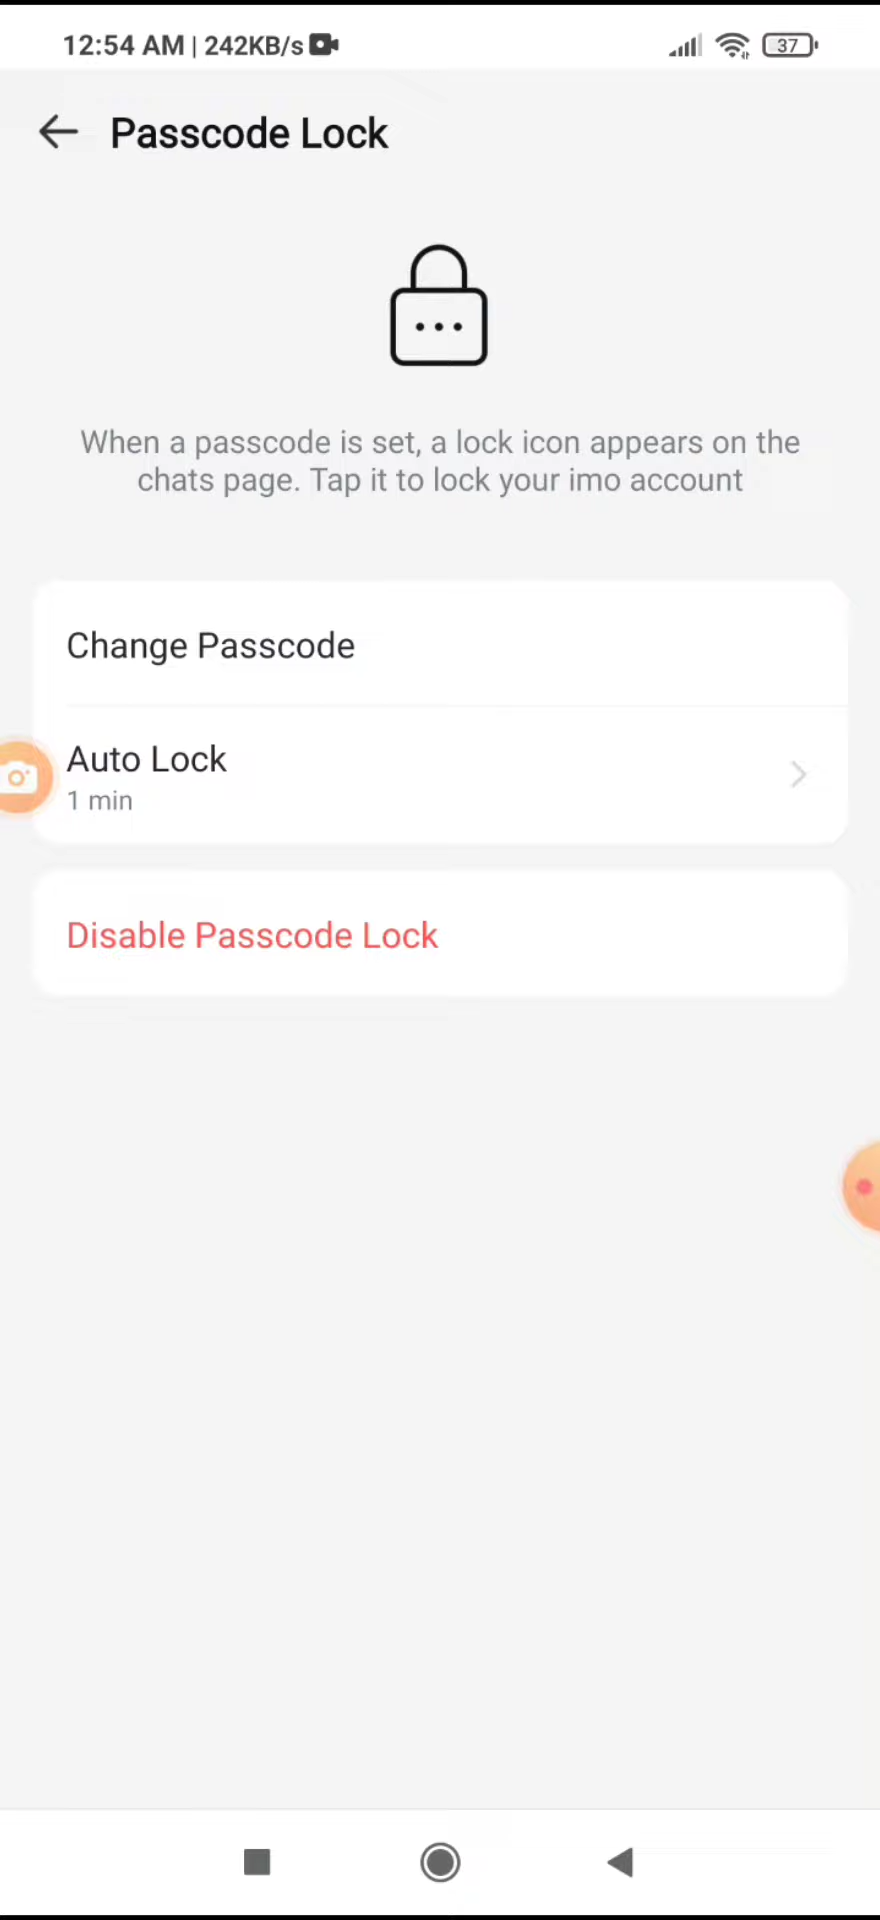 12:54 AM | 242KB/s
37
Passcode Lock
When a passcode is set, a lock icon appears on the
chats page. Tap it to lock your imo account
Change Passcode
Auto Lock
1 min
Disable Passcode Lock